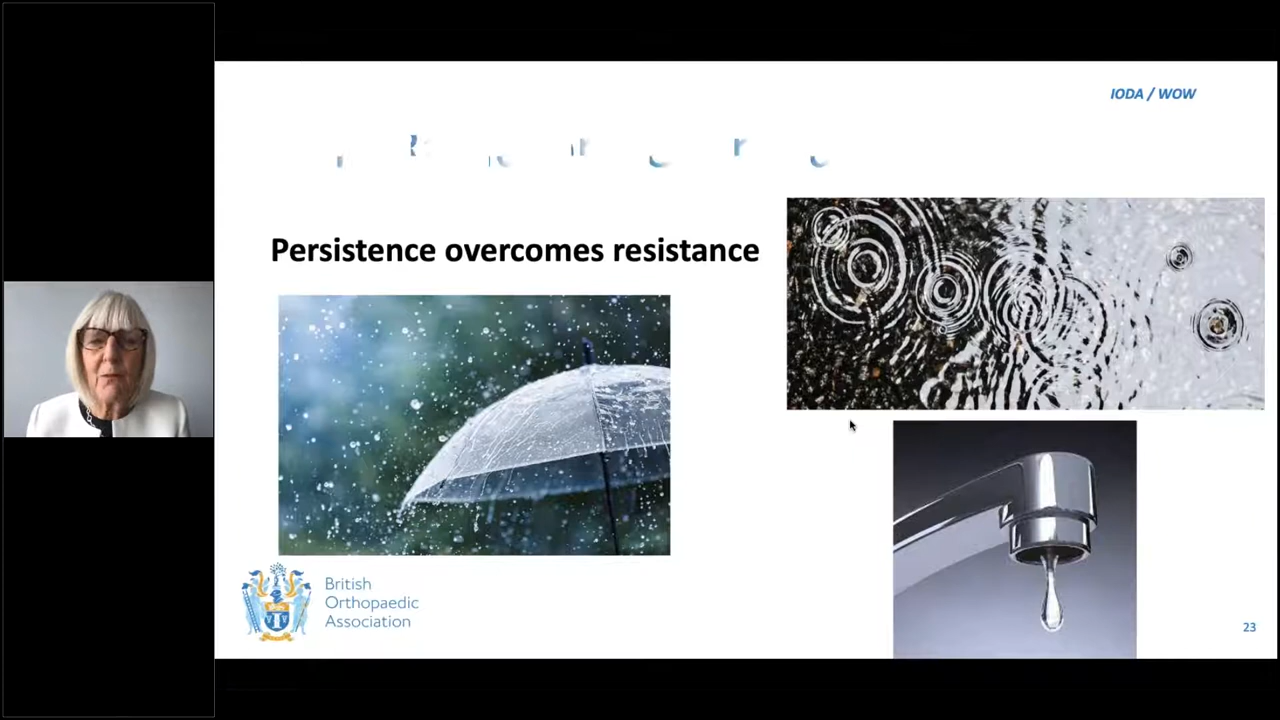 IODA / WOW
Persistence overcomes resistance
British
Orthopaedic
Association
23